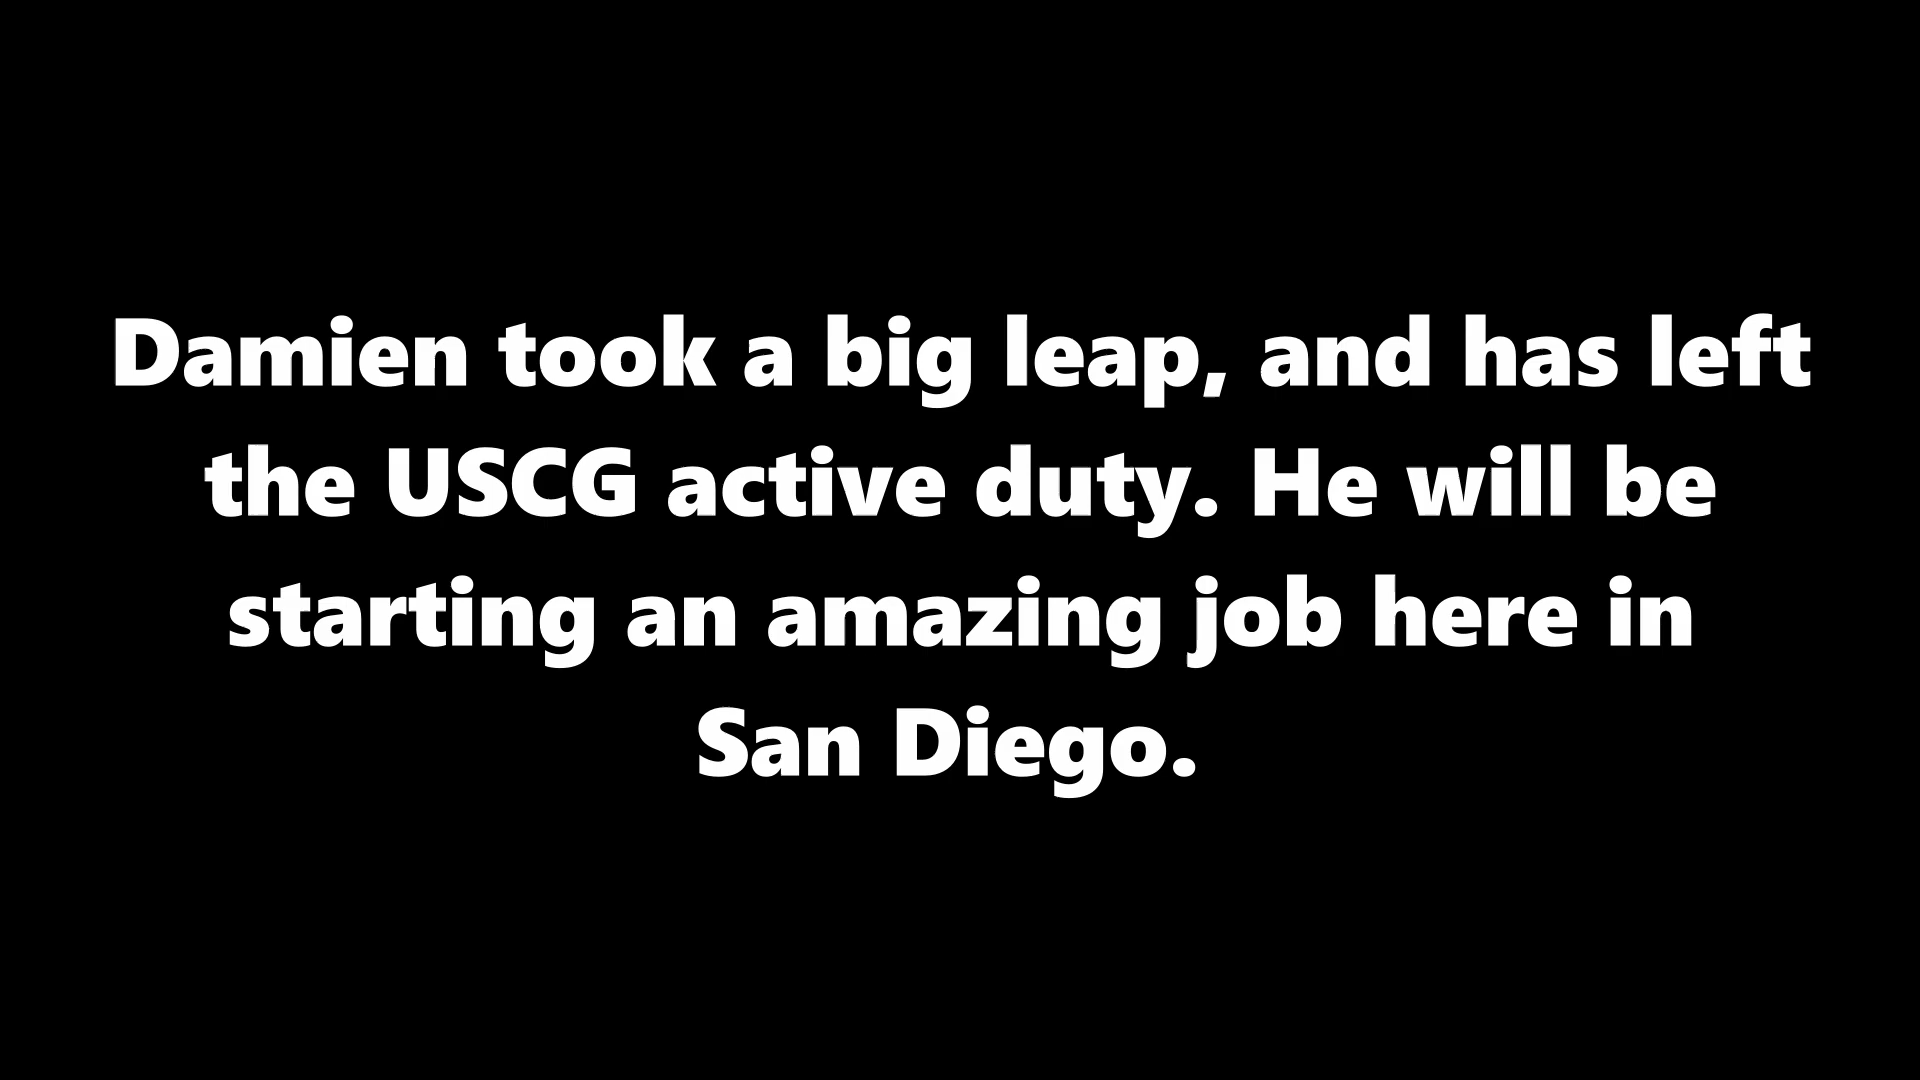 Damien took a big leap, and has left
the USCG active duty. He will be
starting an amazing job here in
San Diego.